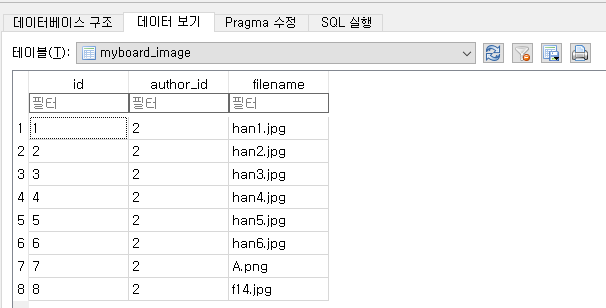 데이터베이스 구조 데이터 보기 Pragma 수정 SQL 실행
테이블(T): myboard_image
id author_id filename
필터 필터 필터
1 1 2 han1.jpg
2 2 2 han2.jpg
3 3 2 han3.jpg
4 4 2 han4.jpg
5 5 2 han5.jpg
6 6 2 han6.jpg
7 7 2 A.png
8 8 2 f14.jpg